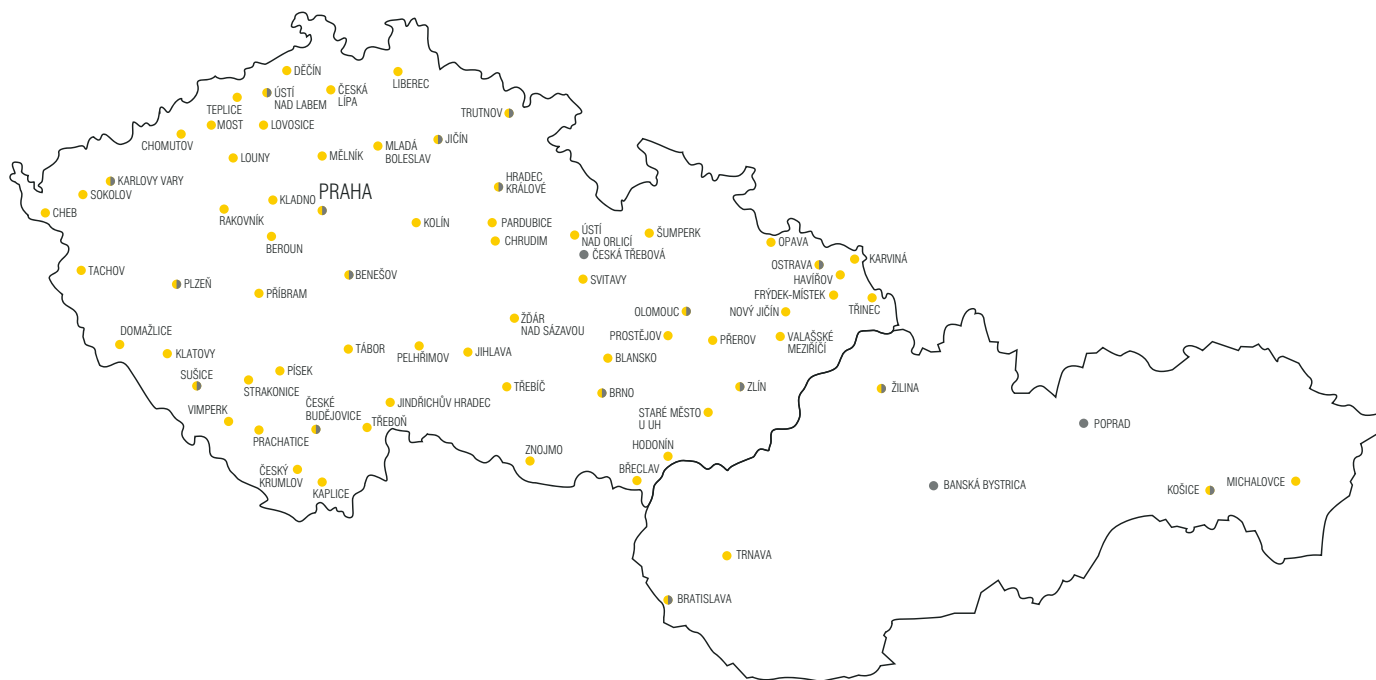 DĚČÍN
LIBEREC
ÚSTÍ
NAD LABEM
ČESKÁ
LÍPA
TEPLICE
TRUTNOV
MOST
LOVOSICE
CHOMUTOV
JIČÍN
MLADÁ
BOLESLAV
LOUNY
MĚLNÍK
KARLOVY VARY
HRADEC
KRÁLOVÉ
SOKOLOV
PRAHA
KLADNO
CHEB
RAKOVNÍK
KOLÍN
PARDUBICE
ÚSTÍ
NAD ORLICÍ
ŠUMPERK
CHRUDIM
OPAVA
BEROUN
ČESKÁ TŘEBOVÁ
KARVINÁ
OSTRAVA
TACHOV
BENEŠOV
HAVÍŘOV
SVITAVY
PLZEŇ
PŘÍBRAM
FRÝDEK-MÍSTEK
TŘINEC
OLOMOUC
NOVÝ JIČÍN
ŽĎÁR
NAD SÁZAVOU
DOMAŽLICE
PROSTĚJOV
PŘEROV
VALAŠSKÉ
MEZIŘÍČÍ
KLATOVY
TÁBOR
PELHŘIMOV
JIHLAVA
BLANSKO
SUŠICE
PÍSEK
STRAKONICE
TŘEBÍČ
BRNO
ZLÍN
ŽILINA
VIMPERK
ČESKÉ
BUDĚJOVICE
JINDŘICHŮV HRADEC
STARÉ MĚSTO
U UH
TŘEBOŇ
POPRAD
PRACHATICE
ZNOJMO
HODONÍN
ČESKÝ
KRUMLOV
BŘECLAV
KAPLICE
BANSKÁ BYSTRICA
KOŠICE
MICHALOVCE
TRNAVA
BRATISLAVA